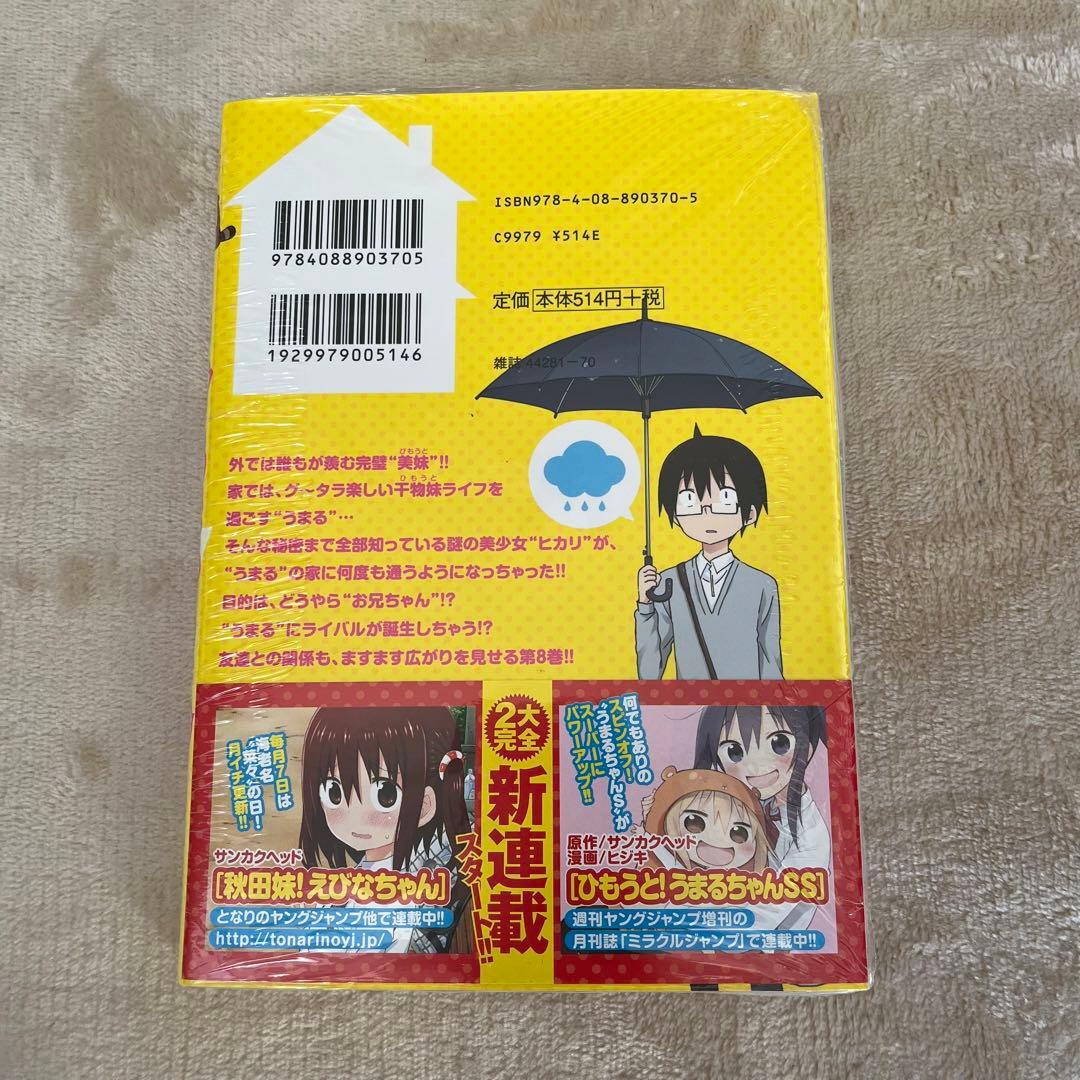 ISBN978-4-08-890370-5
9784088903705
C9979 ¥514E
定価 本体514円+税
1929979005146
雑誌 44281-70
外では誰もが羨む完璧“美妹”!!
びもうと
家では、グ〜タラ楽しい干物妹ライフを
ひもうと
過ごす“うまる”…
そんな秘密まで全部知っている謎の美少女“ヒカリ”が、
“うまる”の家に何度も通うようになっちゃった!!
目的は、どうやら“お兄ちゃん”!?
“うまる”にライバルが誕生しちゃう!?
友達との関係も、ますます広がりを見せる第8巻!!
毎月7日は
海老名
“菜々”の日!
月イチ更新!!
サンカクヘッド
[秋田妹!えびなちゃん]
となりのヤングジャンプ他で連載中!!
http://tonarinoyj.jp/
2大完全
新連載
スタート!!
何でもありの
スピンオフ!
“うまるちゃんS”が
スーパーに
パワーアップ!!
原作/サンカクヘッド
漫画/ヒジキ
[ひもうと!うまるちゃんSS]
週刊ヤングジャンプ増刊の
月刊誌「ミラクルジャンプ」で連載中!!